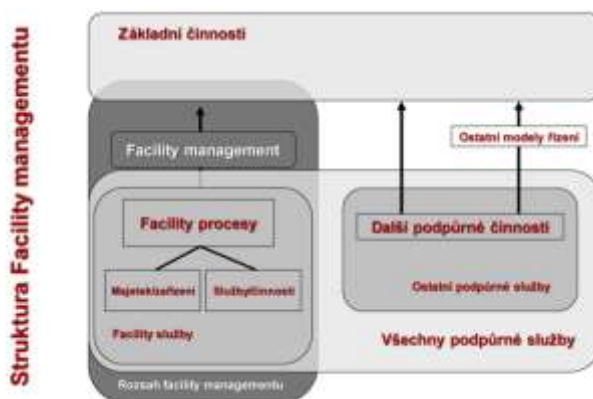 Struktura Facility managementu
Základní činnosti
Facility management
Ostatní modely řízení
Facility procesy
Další podpůrné činnosti
Majetek/zařízení
Služby/činnosti
Ostatní podpůrné služby
Facility služby
Všechny podpůrné služby
Rozsah facility managementu